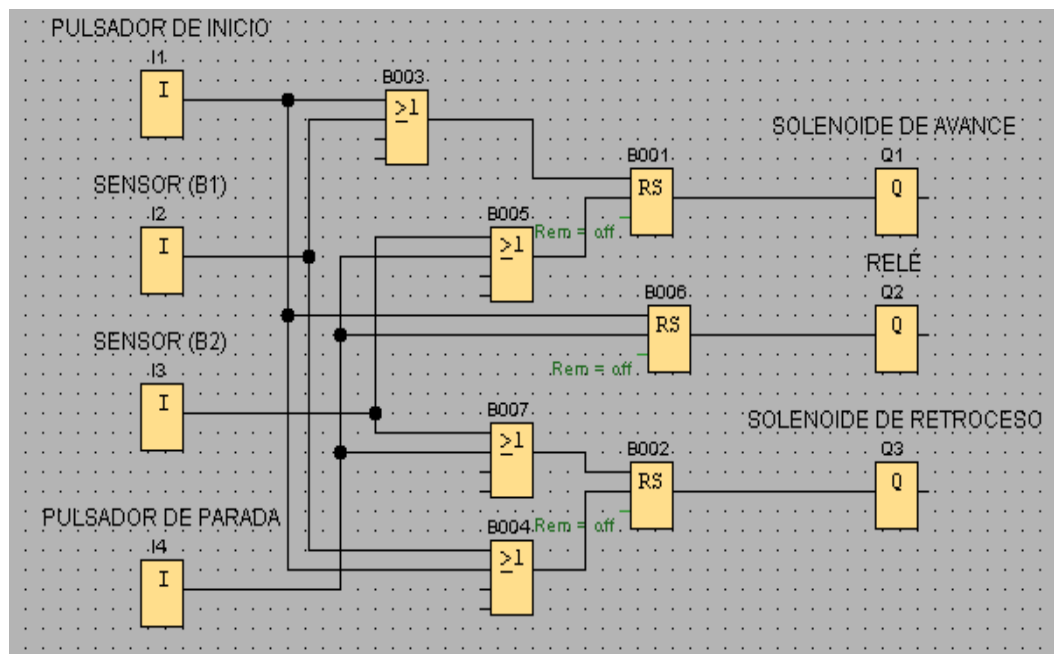 PULSADOR DE INICIO
I1
I
B003
>1
SOLENOIDE DE AVANCE
B001
RS
Q1
Q
SENSOR (B1)
I2
I
B005
>1
Rem = off
RELÉ
B006
RS
Q2
Q
SENSOR (B2)
Rem = off
I3
I
B007
>1
SOLENOIDE DE RETROCESO
B002
RS
Q3
Q
PULSADOR DE PARADA
I4
I
B004
Rem = off
>1